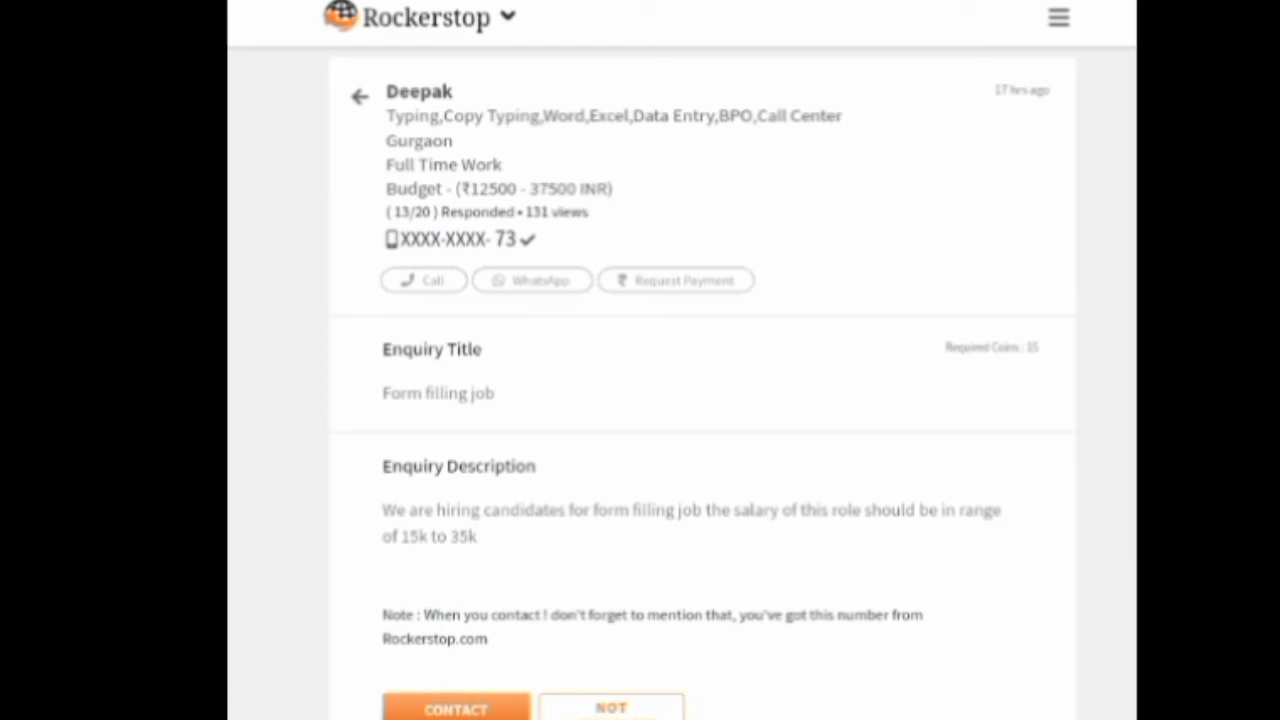 Rockerstop
Deepak
17 hrs ago
Typing,Copy Typing,Word,Excel,Data Entry,BPO,Call Center
Gurgaon
Full Time Work
Budget - (₹12500 - 37500 INR)
( 13/20 ) Responded • 131 views
XXXX-XXXX- 73
Call
WhatsApp
₹ Request Payment
Enquiry Title
Required Coins : 15
Form filling job
Enquiry Description
We are hiring candidates for form filling job the salary of this role should be in range
of 15k to 35k
Note : When you contact ! don't forget to mention that, you've got this number from
Rockerstop.com
CONTACT
NOT